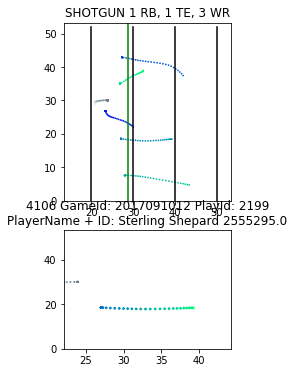 SHOTGUN 1 RB, 1 TE, 3 WR
50
40
30
20
10
0
20 30 40 50
4106 GameId: 2017091012 PlayId: 2199
PlayerName + ID: Sterling Shepard 2555295.0
40
20
0
25 30 35 40